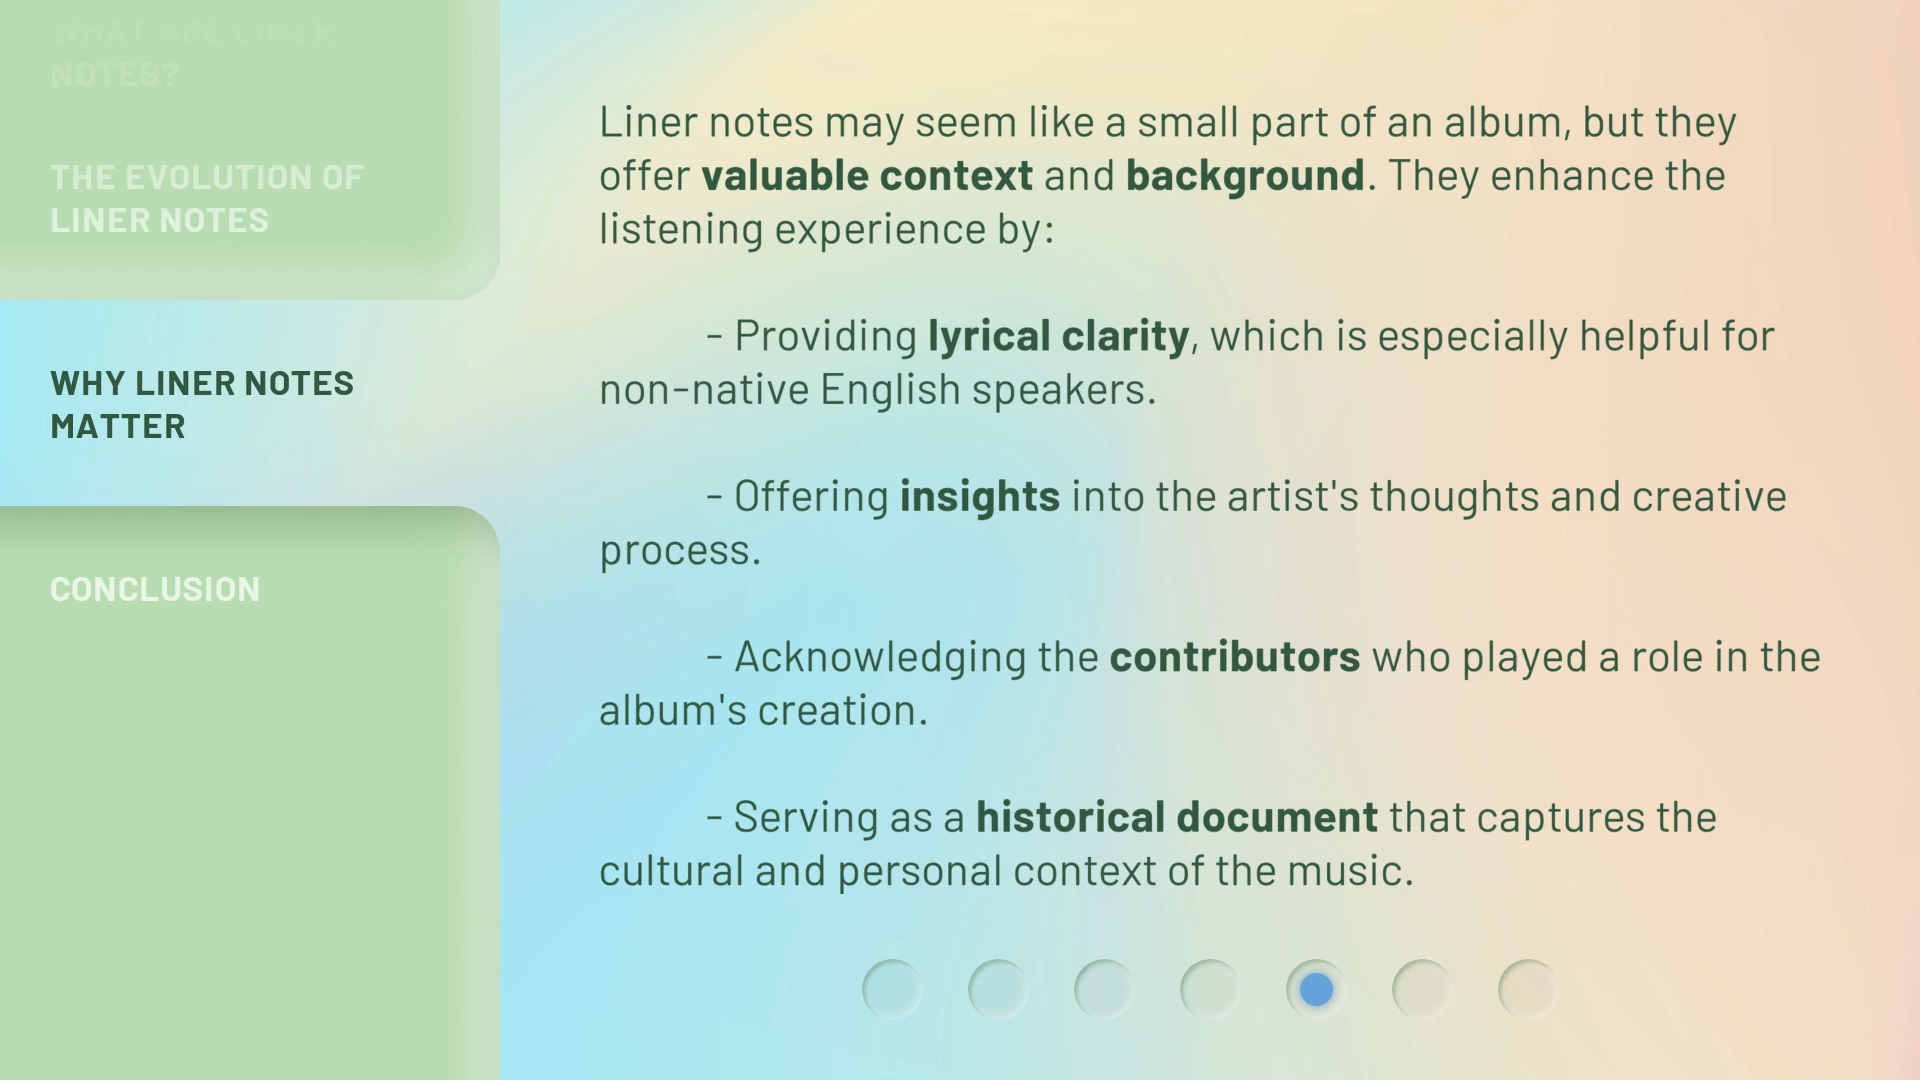 WHAT ARE LINER
NOTES?
THE EVOLUTION OF
LINER NOTES
WHY LINER NOTES
MATTER
CONCLUSION
Liner notes may seem like a small part of an album, but they
offer valuable context and background. They enhance the
listening experience by:
- Providing lyrical clarity, which is especially helpful for
non-native English speakers.
- Offering insights into the artist's thoughts and creative
process.
- Acknowledging the contributors who played a role in the
album's creation.
- Serving as a historical document that captures the
cultural and personal context of the music.